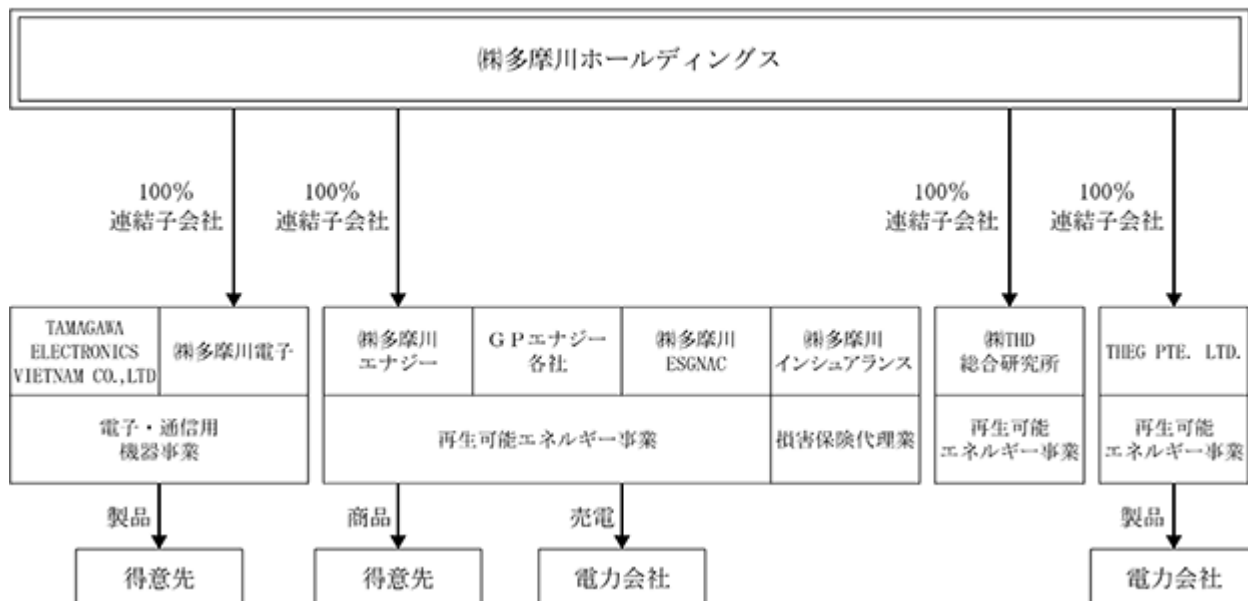 ㈱多摩川ホールディングス
100%
連結子会社
100%
連結子会社
100%
連結子会社
100%
連結子会社
TAMAGAWA
ELECTRONICS
VIETNAM CO.,LTD
㈱多摩川電子
㈱多摩川
エナジー
ＧＰエナジー
各社
㈱多摩川
ESGNAC
㈱多摩川
インシュアランス
㈱THD
総合研究所
THEG PTE. LTD.
電子・通信用
機器事業
再生可能エネルギー事業
損害保険代理業
再生可能
エネルギー事業
再生可能
エネルギー事業
製品
商品
売電
製品
得意先
得意先
電力会社
電力会社